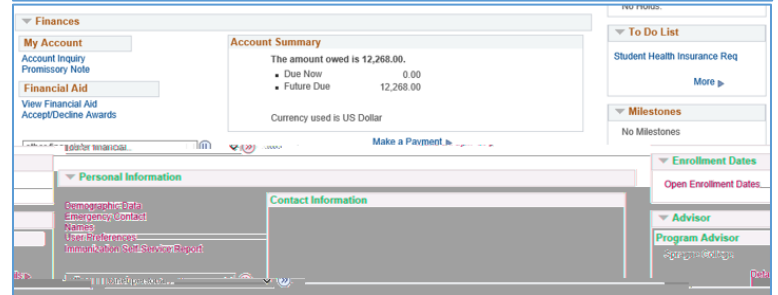 No Holds.
Finances
My Account
Account Inquiry
Promissory Note
Financial Aid
View Financial Aid
Accept/Decline Awards
other financial...
Account Summary
The amount owed is 12,268.00.
Due Now 0.00
Future Due 12,268.00
Currency used is US Dollar
Make a Payment
To Do List
Student Health Insurance Req
More
Milestones
No Milestones
Personal Information
Demographic Data
Emergency Contact
Names
User Preferences
Immunization Self-Service Report
Contact Information
Enrollment Dates
Open Enrollment Dates
Advisor
Program Advisor